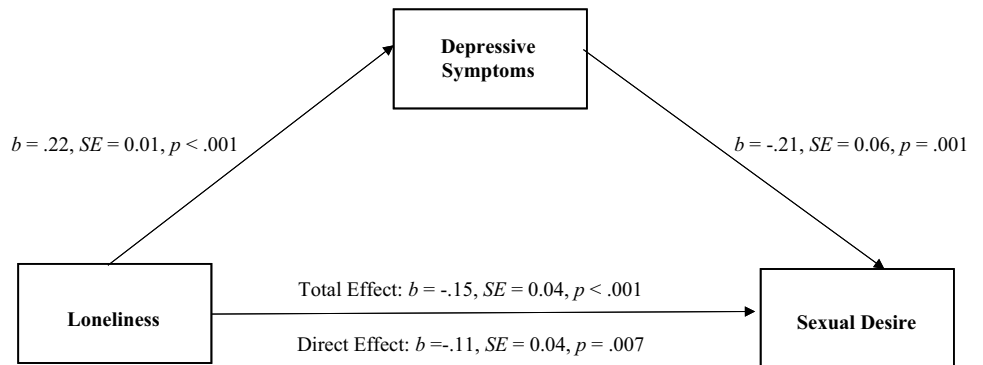 Depressive
Symptoms
b = .22, SE = 0.01, p < .001
b = -.21, SE = 0.06, p = .001
Total Effect: b = -.15, SE = 0.04, p < .001
Loneliness
Sexual Desire
Direct Effect: b =-.11, SE = 0.04, p = .007